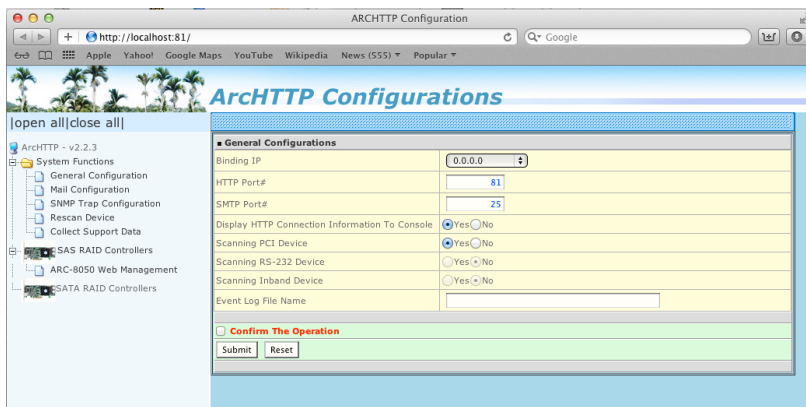 ARCHTTP Configuration
http://localhost:81/
Google
Apple Yahoo! Google Maps YouTube Wikipedia News (555) Popular
ArcHTTP Configurations
|open all|close all|
ArcHTTP - v2.2.3
System Functions
General Configuration
Mail Configuration
SNMP Trap Configuration
Rescan Device
Collect Support Data
SAS RAID Controllers
ARC-8050 Web Management
SATA RAID Controllers
General Configurations
Binding IP 0.0.0.0
HTTP Port# 81
SMTP Port# 25
Display HTTP Connection Information To Console Yes No
Scanning PCI Device Yes No
Scanning RS-232 Device Yes No
Scanning Inband Device Yes No
Event Log File Name
Confirm The Operation
Submit Reset